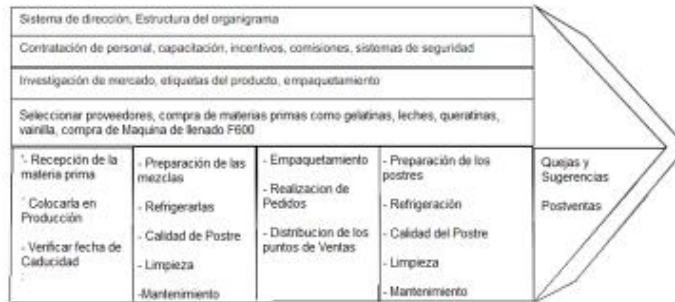 Sistema de dirección, Estructura del organigrama
Contratación de personal, capacitación, incentivos, comisiones, sistemas de seguridad
Investigación de mercado, etiquetas del producto, empaquetamiento
Seleccionar proveedores, compra de materias primas como gelatinas, leches, queratinas,
vainilla, compra de Maquina de llenado F600
- Recepción de la
materia prima
Colocarla en
Producción
- Verificar fecha de
Caducidad
- Preparación de las
mezclas
- Refrigerarlas
- Calidad de Postre
- Limpieza
-Mantenimiento
- Empaquetamiento
- Realizacion de
Pedidos
- Distribucion de los
puntos de Ventas
- Preparación de los
postres
- Refrigeración
- Calidad del Postre
- Limpieza
- Mantenimiento
Quejas y
Sugerencias
Postventas